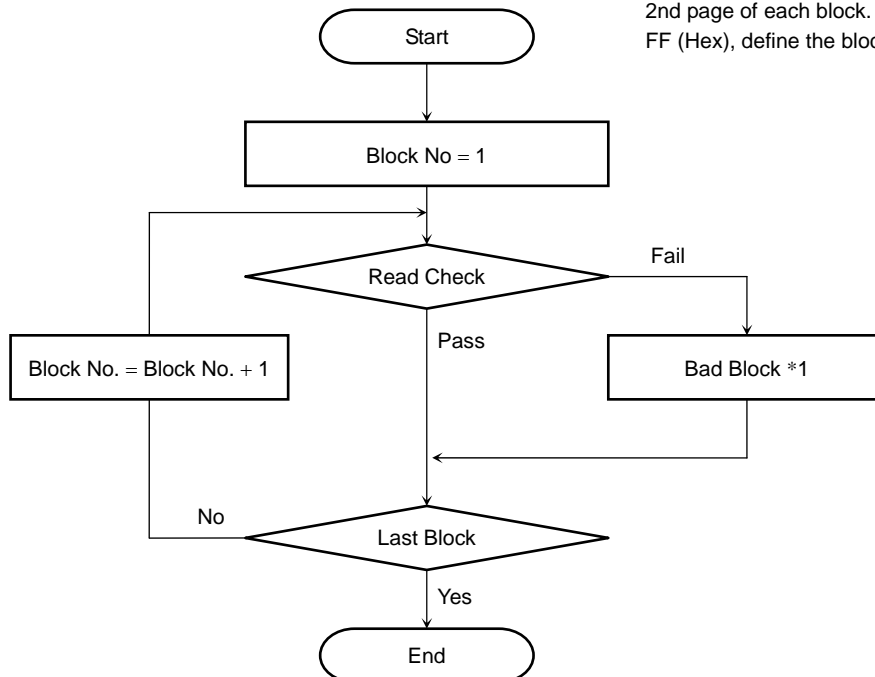 2nd page of each block.
FF (Hex), define the bloc
Start
Block No = 1
Read Check
Fail
Pass
Block No. = Block No. + 1
Bad Block *1
No
Last Block
Yes
End